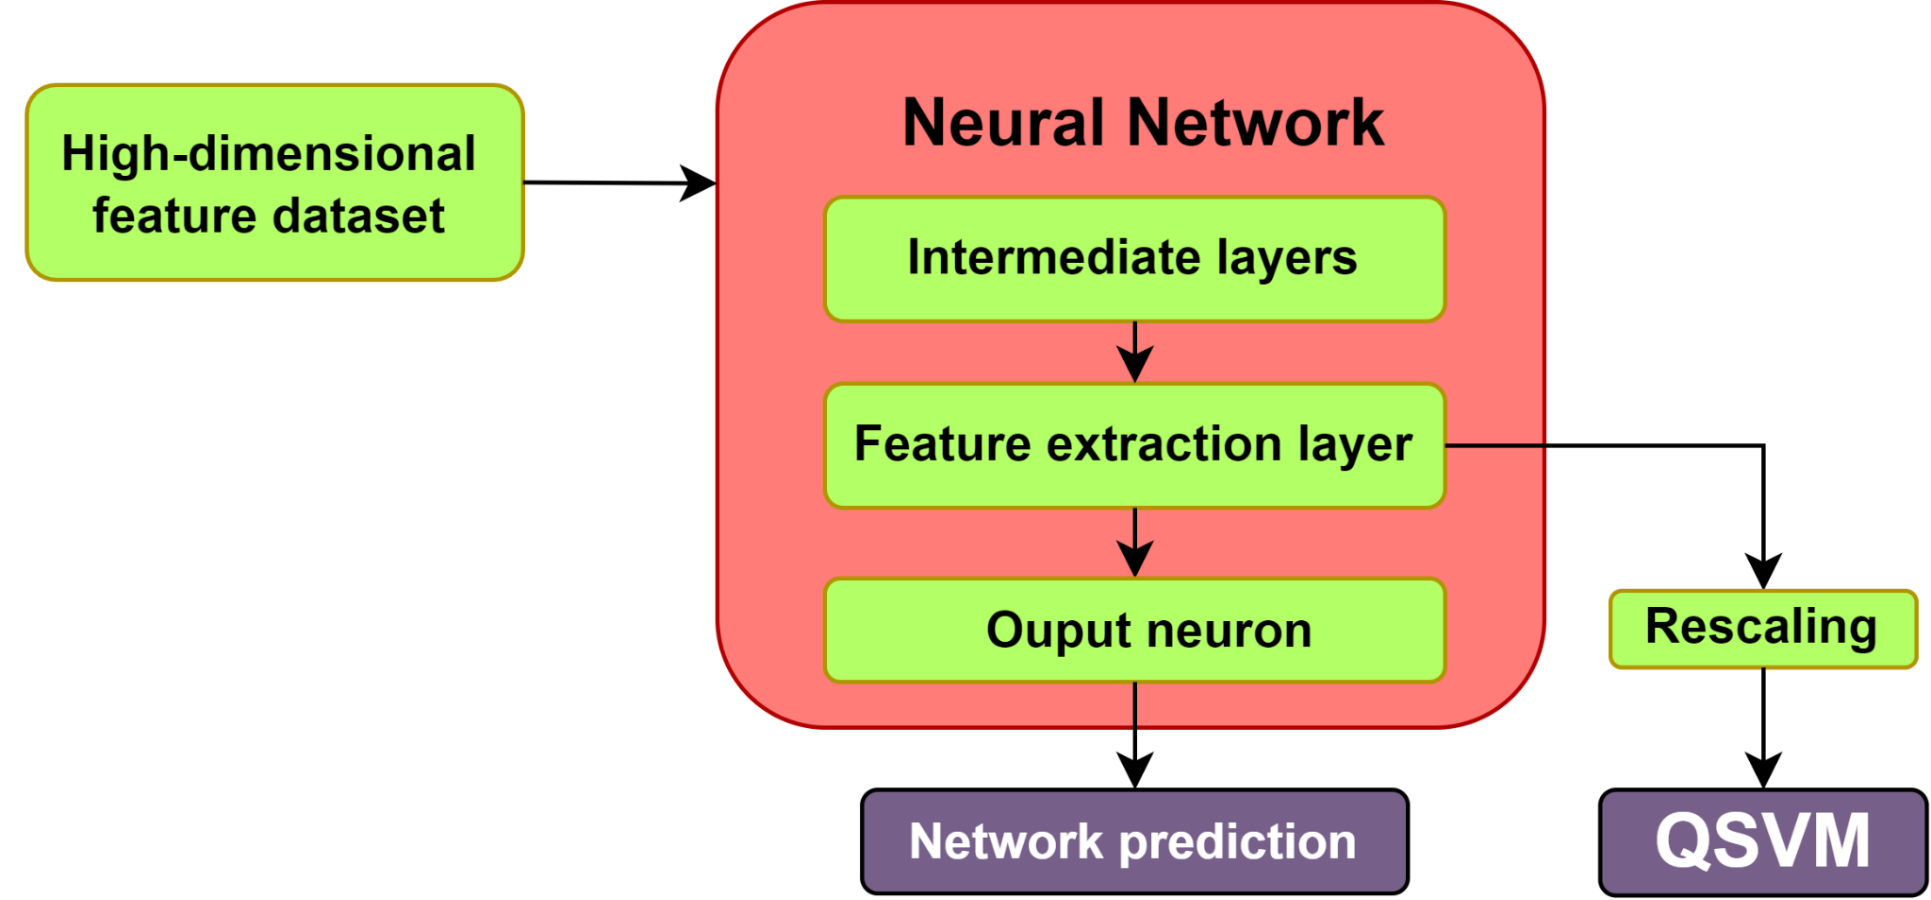 High-dimensional
feature dataset
Neural Network
Intermediate layers
Feature extraction layer
Ouput neuron
Rescaling
Network prediction
QSVM